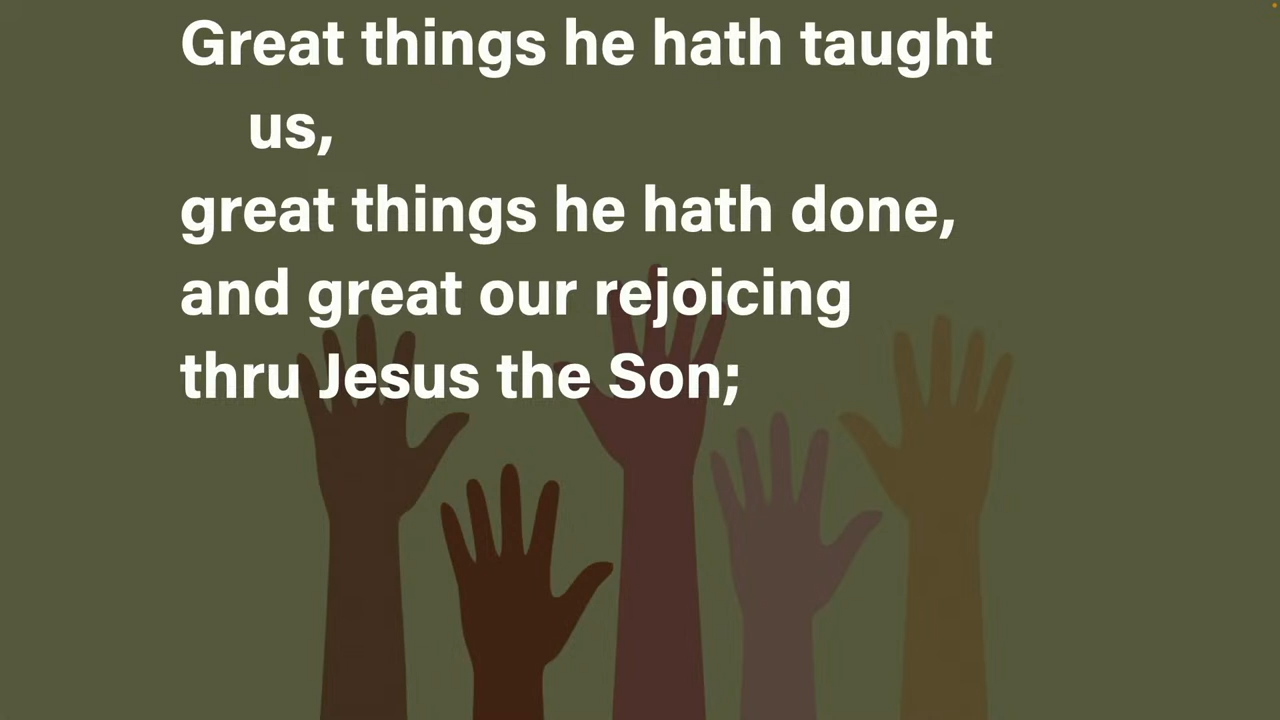 Great things he hath taught
us,
great things he hath done,
and great our rejoicing
thru Jesus the Son;